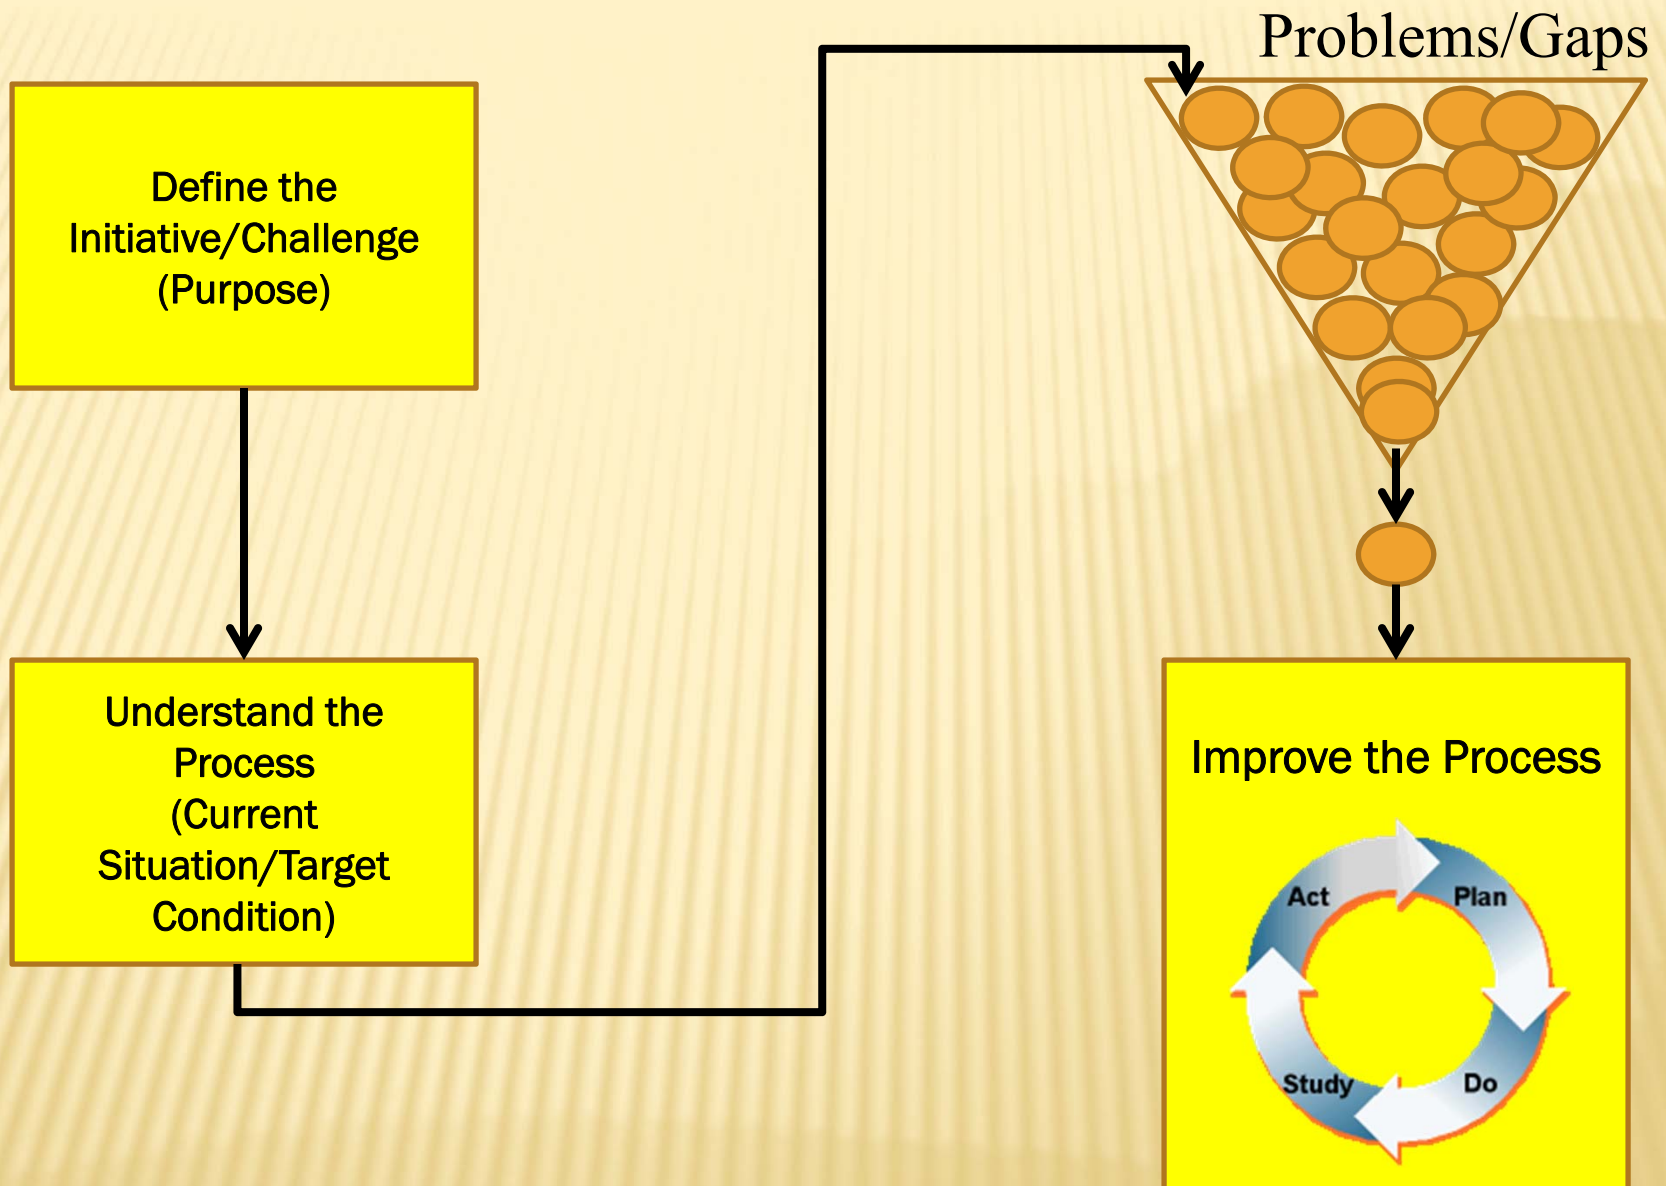 Problems/Gaps
Define the
Initiative/Challenge
(Purpose)
Understand the
Process
(Current
Situation/Target
Condition)
Improve the Process
Act
Plan
Study
Do